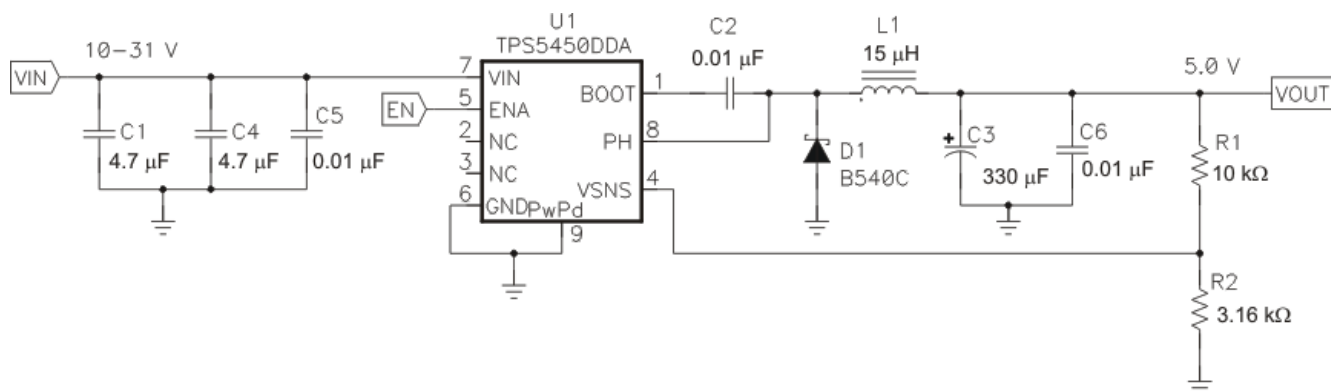 U1
TPS5450DDA
10-31 V
VIN
C1
4.7 µF
C4
4.7 µF
C5
0.01 µF
EN
7
VIN
5
ENA
2
NC
3
NC
6
GND
PwPd
9
BOOT
1
PH
8
VSNS
4
C2
0.01 µF
L1
15 µH
D1
B540C
+
C3
330 µF
C6
0.01 µF
5.0 V
VOUT
R1
10 kΩ
R2
3.16 kΩ